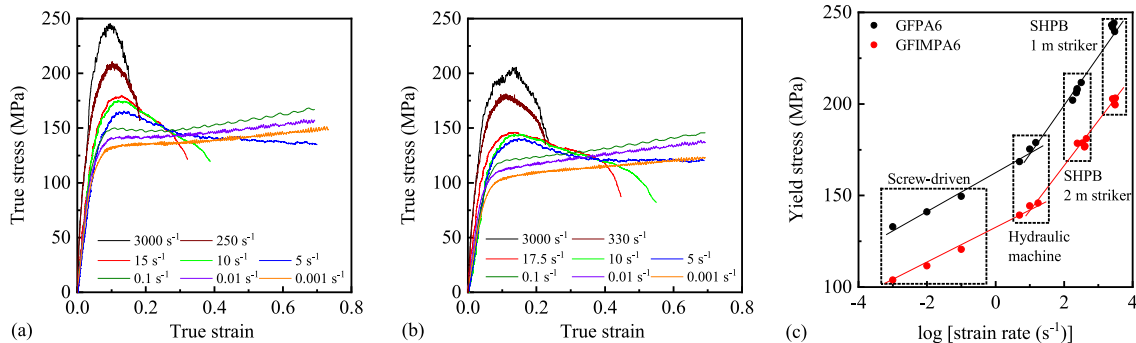 250
200
150
100
50
0
True stress (MPa)
3000 s⁻¹ 250 s⁻¹
15 s⁻¹ 10 s⁻¹ 5 s⁻¹
0.1 s⁻¹ 0.01 s⁻¹ 0.001 s⁻¹
0.0 0.2 0.4 0.6 0.8
(a) True strain
250
200
150
100
50
0
True stress (MPa)
3000 s⁻¹ 330 s⁻¹
17.5 s⁻¹ 10 s⁻¹ 5 s⁻¹
0.1 s⁻¹ 0.01 s⁻¹ 0.001 s⁻¹
0.0 0.2 0.4 0.6 0.8
(b) True strain
250
200
150
100
Yield stress (MPa)
GFPA6
GFIMPA6
SHPB
1 m striker
Screw-driven
SHPB
2 m striker
Hydraulic
machine
-4 -2 0 2 4
(c) log [strain rate (s⁻¹)]